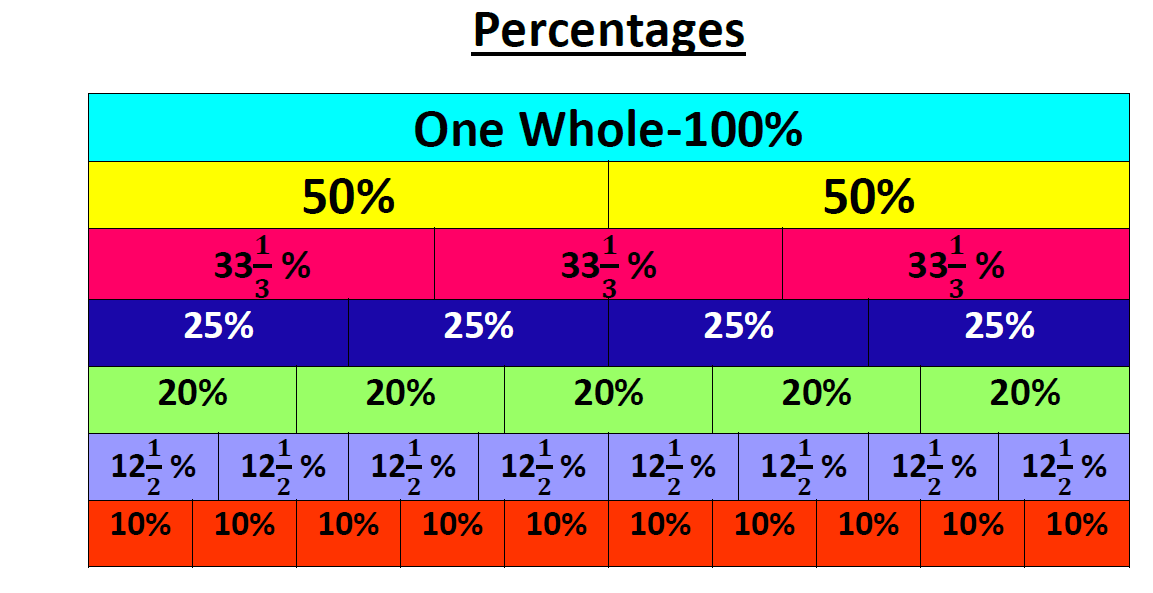 Percentages
One Whole-100%
50% 50%
33 1/3 % 33 1/3 % 33 1/3 %
25% 25% 25% 25%
20% 20% 20% 20% 20%
12 1/2 % 12 1/2 % 12 1/2 % 12 1/2 % 12 1/2 % 12 1/2 % 12 1/2 % 12 1/2 %
10% 10% 10% 10% 10% 10% 10% 10% 10% 10%